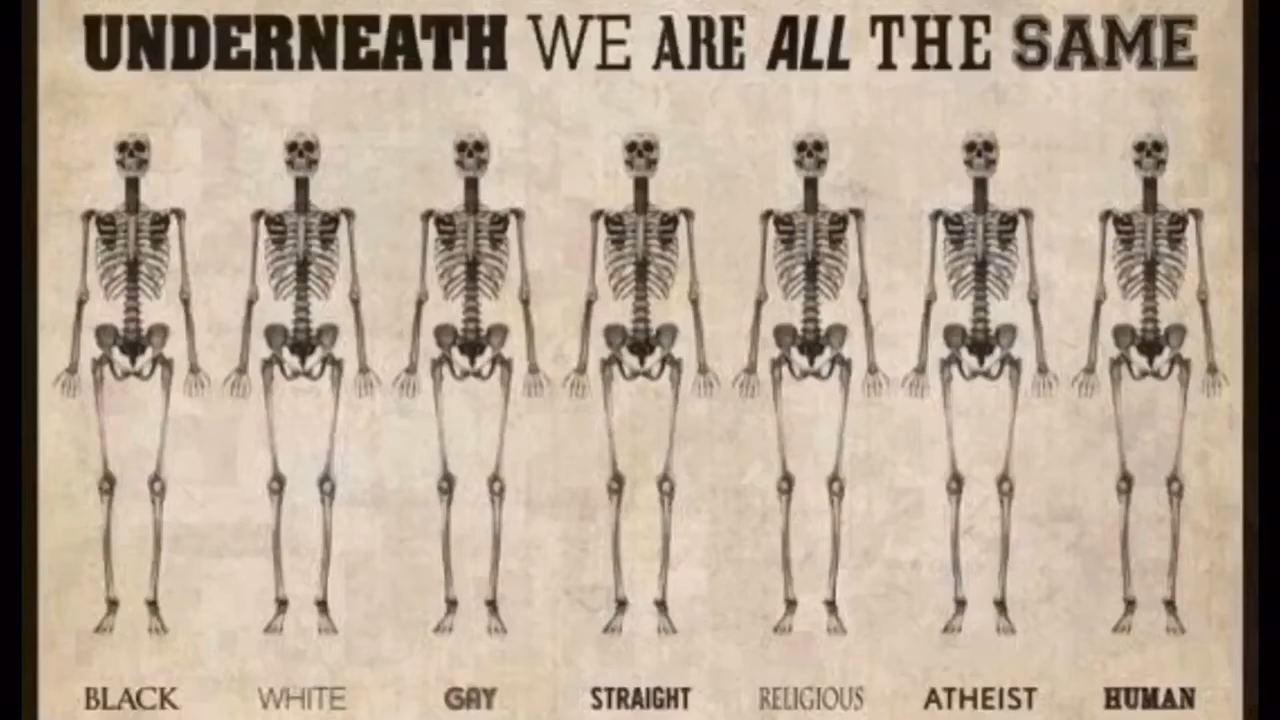 UNDERNEATH WE ARE ALL THE SAME
BLACK WHITE GAY STRAIGHT RELIGIOUS ATHEIST HUMAN